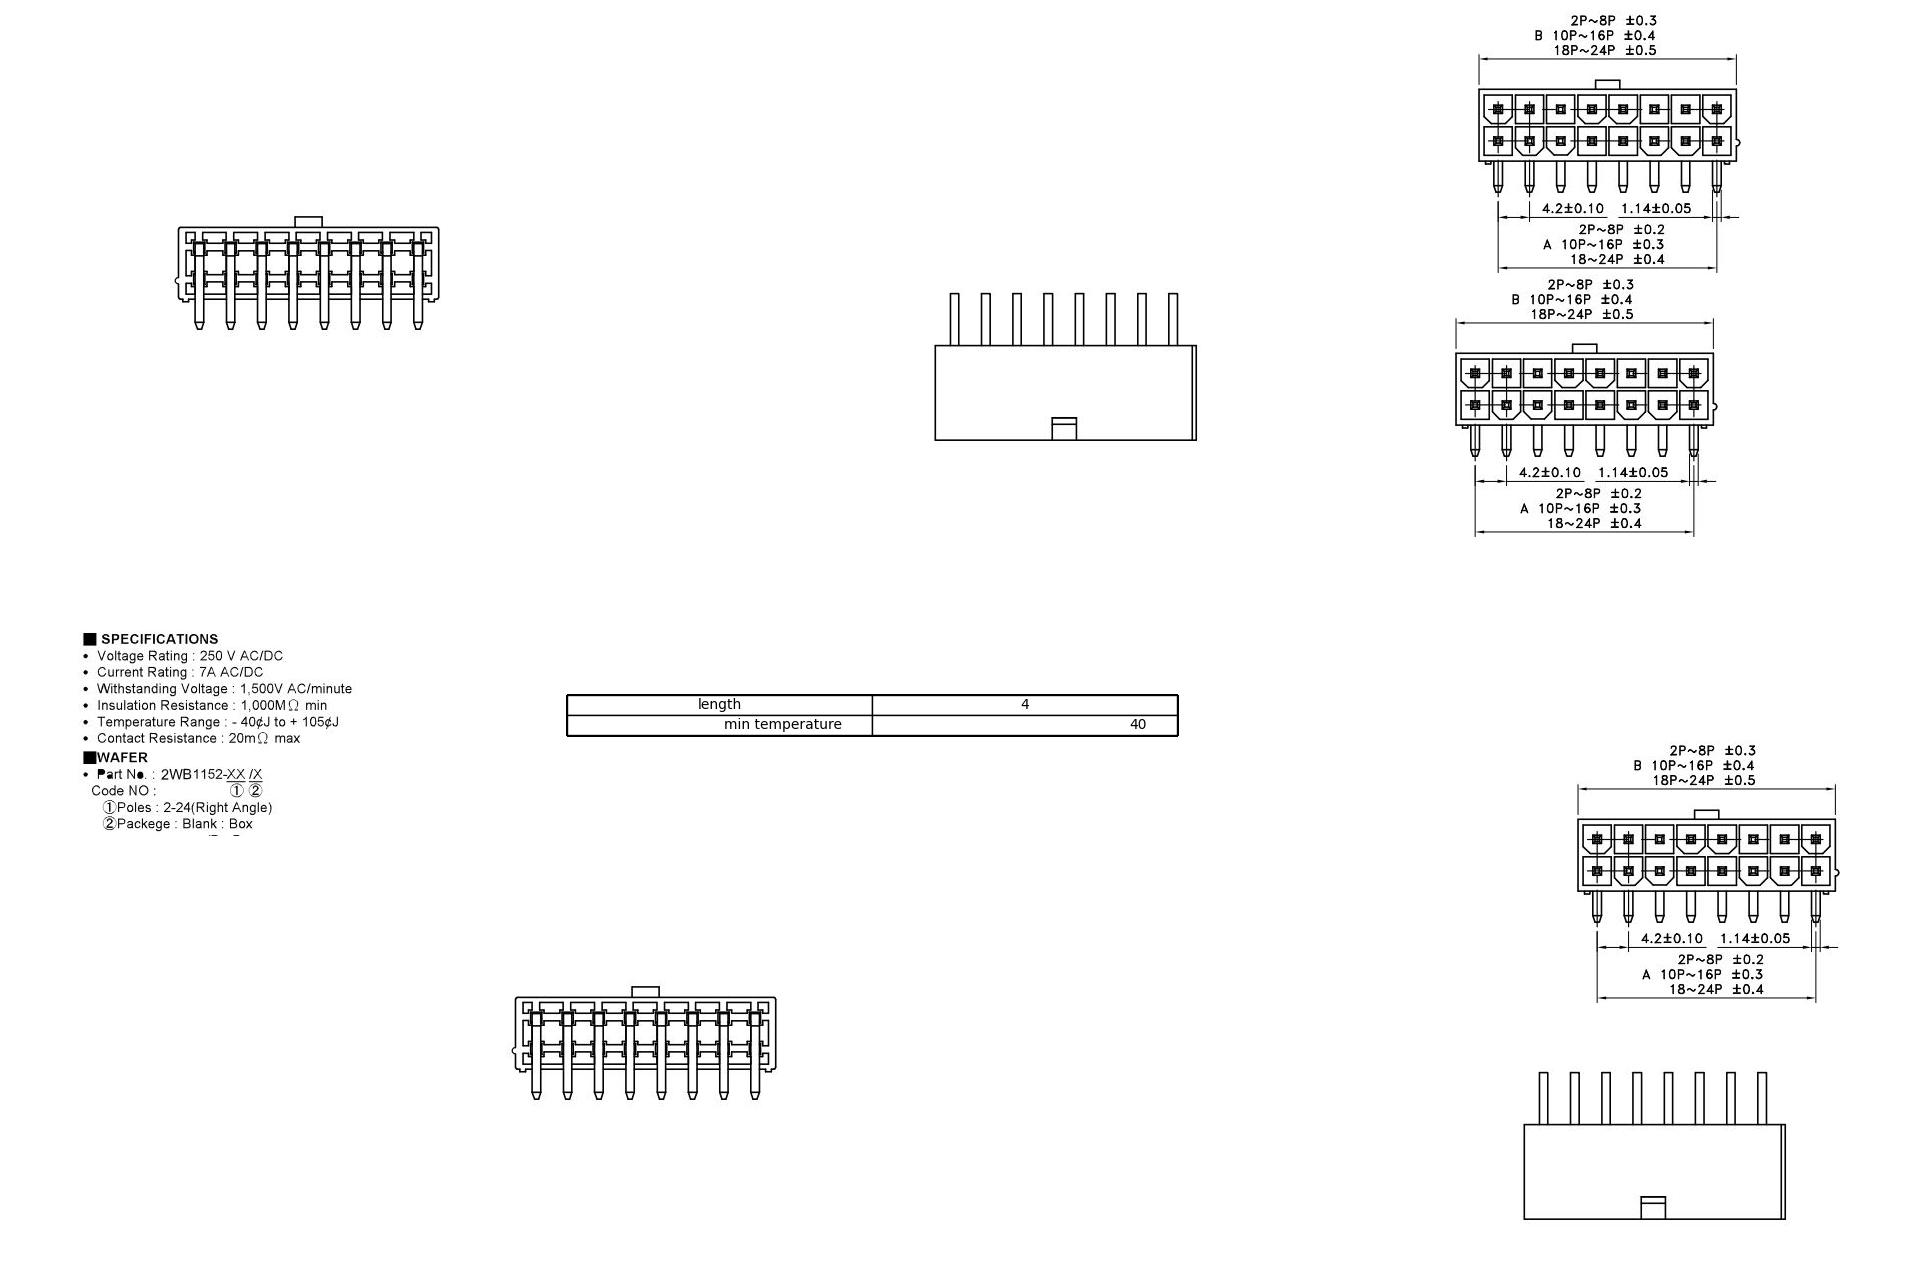 2P~8P ±0.3
B 10P~16P ±0.4
18P~24P ±0.5
4.2±0.10 1.14±0.05
2P~8P ±0.2
A 10P~16P ±0.3
18~24P ±0.4
2P~8P ±0.3
B 10P~16P ±0.4
18P~24P ±0.5
4.2±0.10 1.14±0.05
2P~8P ±0.2
A 10P~16P ±0.3
18~24P ±0.4
■ SPECIFICATIONS
• Voltage Rating : 250 V AC/DC
• Current Rating : 7A AC/DC
• Withstanding Voltage : 1,500V AC/minute
• Insulation Resistance : 1,000MΩ min
• Temperature Range : - 40¢J to + 105¢J
• Contact Resistance : 20mΩ max
■WAFER
• Part No. : 2WB1152-XX /X
Code NO : ① ②
①Poles : 2-24(Right Angle)
②Packege : Blank : Box
length 4
min temperature 40
2P~8P ±0.3
B 10P~16P ±0.4
18P~24P ±0.5
4.2±0.10 1.14±0.05
2P~8P ±0.2
A 10P~16P ±0.3
18~24P ±0.4